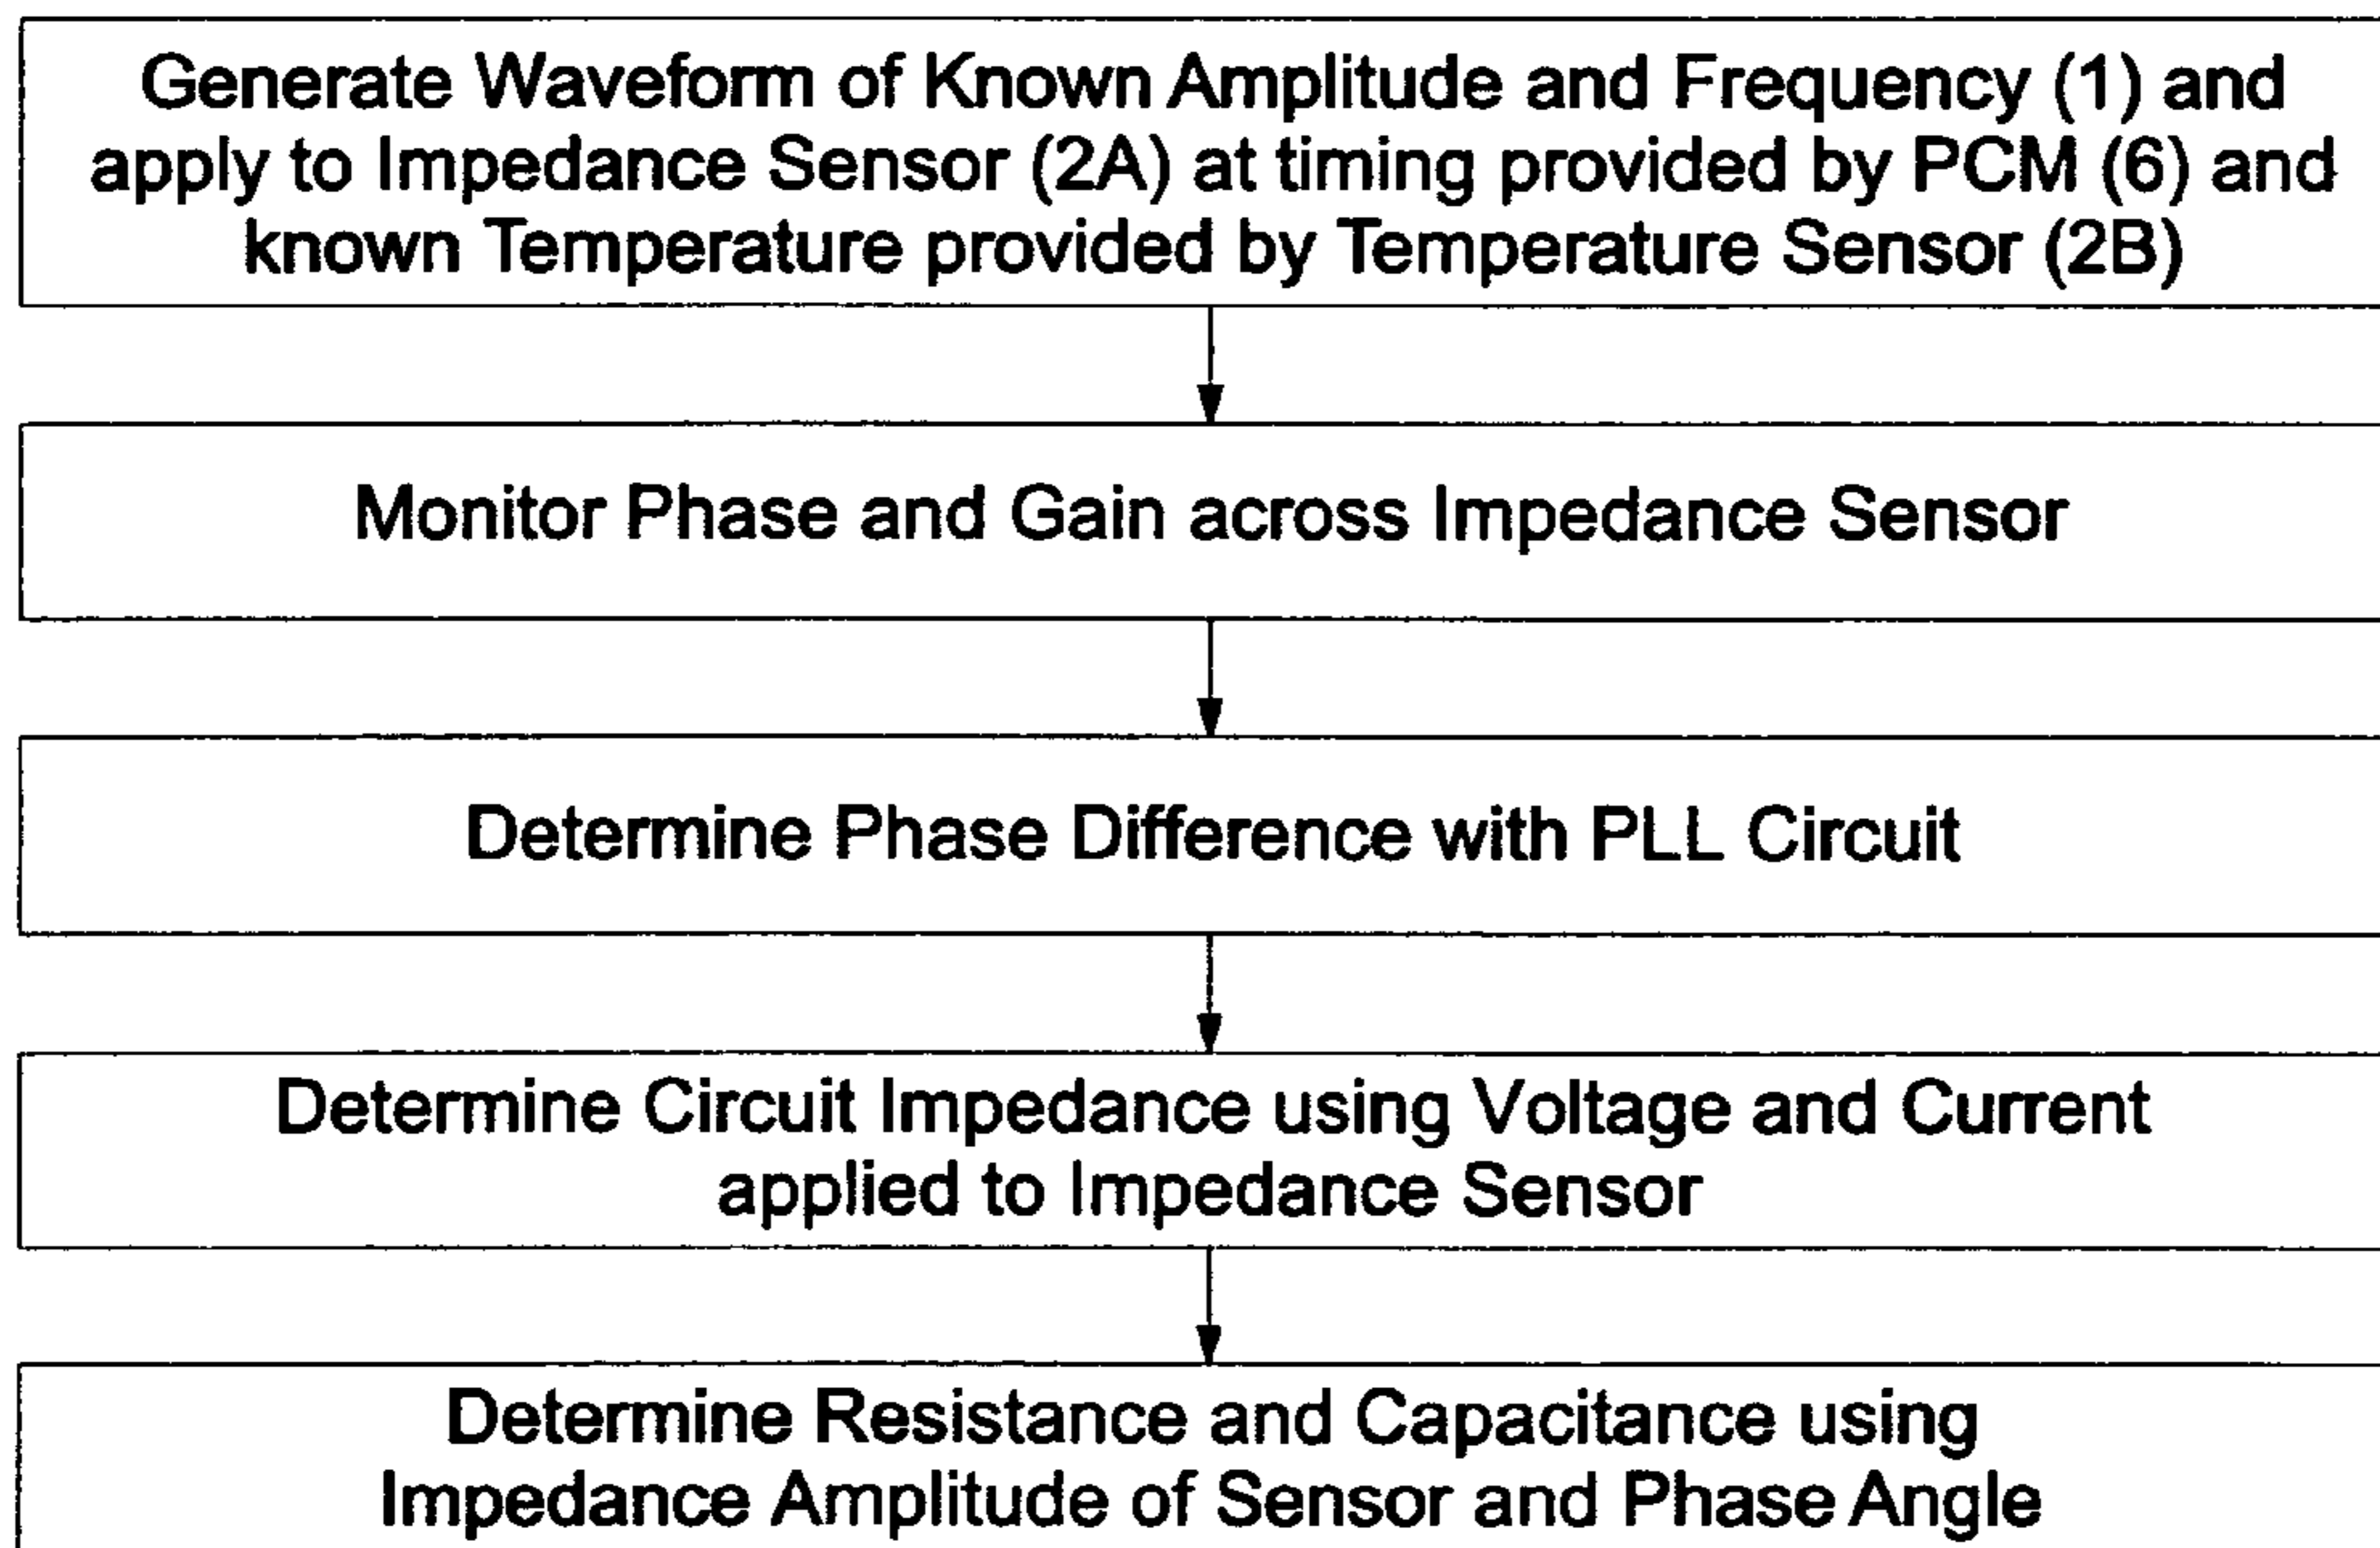 Generate Waveform of Known Amplitude and Frequency (1) and
apply to Impedance Sensor (2A) at timing provided by PCM (6) and
known Temperature provided by Temperature Sensor (2B)
Monitor Phase and Gain across Impedance Sensor
Determine Phase Difference with PLL Circuit
Determine Circuit Impedance using Voltage and Current
applied to Impedance Sensor
Determine Resistance and Capacitance using
Impedance Amplitude of Sensor and Phase Angle